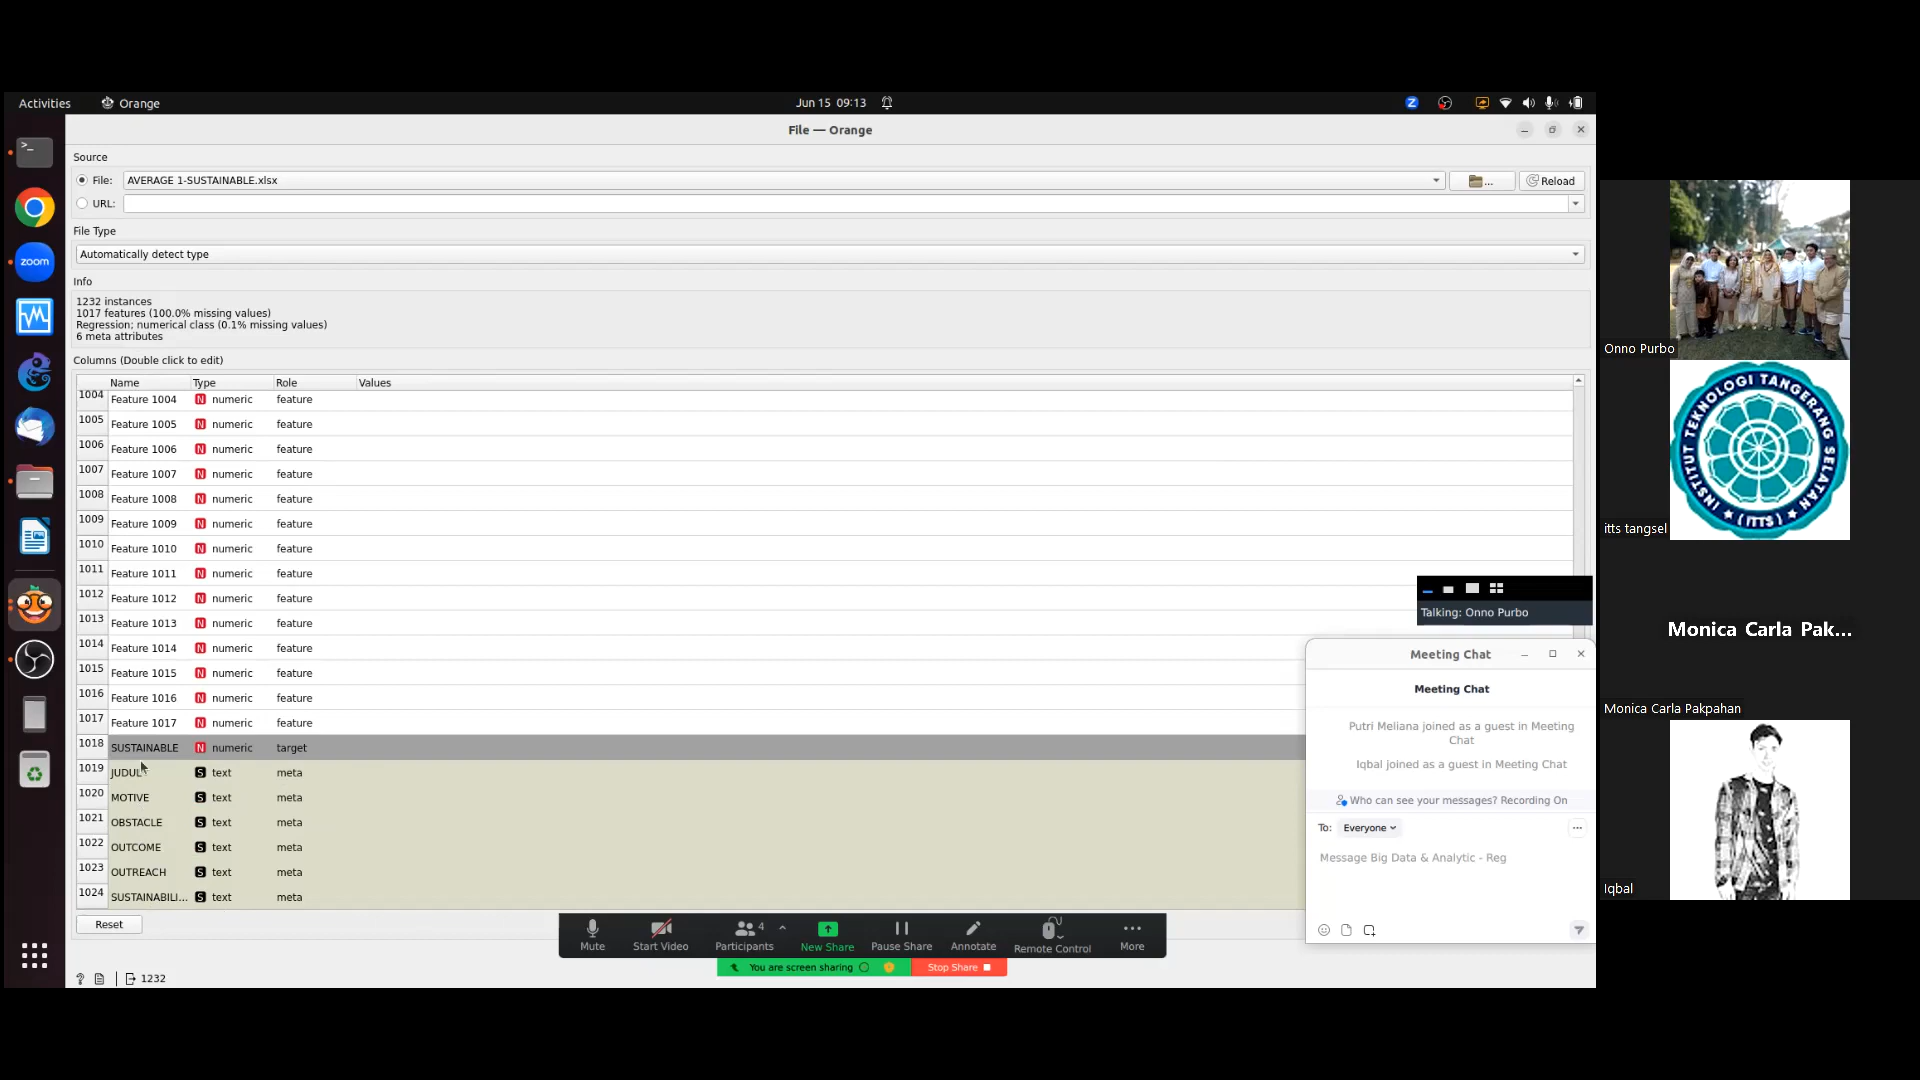 Activities
Orange
Jun 15 09:13
File — Orange
Source
File:
AVERAGE 1-SUSTAINABLE.xlsx
...
Reload
URL:
File Type
Automatically detect type
Info
1232 instances
1017 features (100.0% missing values)
Regression; numerical class (0.1% missing values)
6 meta attributes
Columns (Double click to edit)
Name Type Role Values
1004 Feature 1004 N numeric feature
1005 Feature 1005 N numeric feature
1006 Feature 1006 N numeric feature
1007 Feature 1007 N numeric feature
1008 Feature 1008 N numeric feature
1009 Feature 1009 N numeric feature
1010 Feature 1010 N numeric feature
1011 Feature 1011 N numeric feature
1012 Feature 1012 N numeric feature
1013 Feature 1013 N numeric feature
1014 Feature 1014 N numeric feature
1015 Feature 1015 N numeric feature
1016 Feature 1016 N numeric feature
1017 Feature 1017 N numeric feature
1018 SUSTAINABLE N numeric target
1019 JUDUL S text meta
1020 MOTIVE S text meta
1021 OBSTACLE S text meta
1022 OUTCOME S text meta
1023 OUTREACH S text meta
1024 SUSTAINABILI... S text meta
Reset
? 1232
zoom
Talking: Onno Purbo
Meeting Chat
Meeting Chat
Putri Meliana joined as a guest in Meeting
Chat
Iqbal joined as a guest in Meeting Chat
Who can see your messages? Recording On
To: Everyone
...
Message Big Data & Analytic - Reg
Mute
Start Video
4
Participants
New Share
Pause Share
Annotate
Remote Control
More
You are screen sharing
Stop Share
Onno Purbo
INSTITUT TEKNOLOGI TANGERANG SELATAN
(ITTS)
itts tangsel
Monica Carla Pak...
Monica Carla Pakpahan
Iqbal